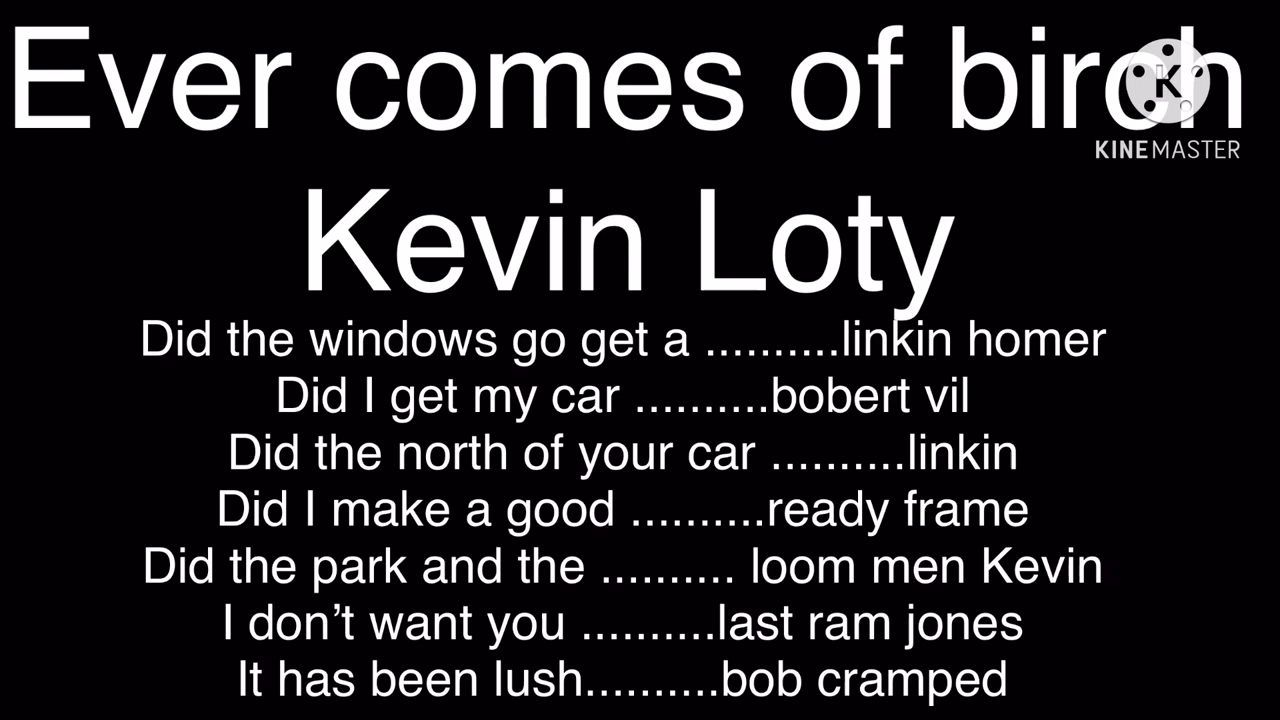 Ever comes of birch
KINEMASTER
Kevin Loty
Did the windows go get a ..........linkin homer
Did I get my car ..........bobert vil
Did the north of your car ..........linkin
Did I make a good ..........ready frame
Did the park and the .......... loom men Kevin
I don’t want you ..........last ram jones
It has been lush..........bob cramped